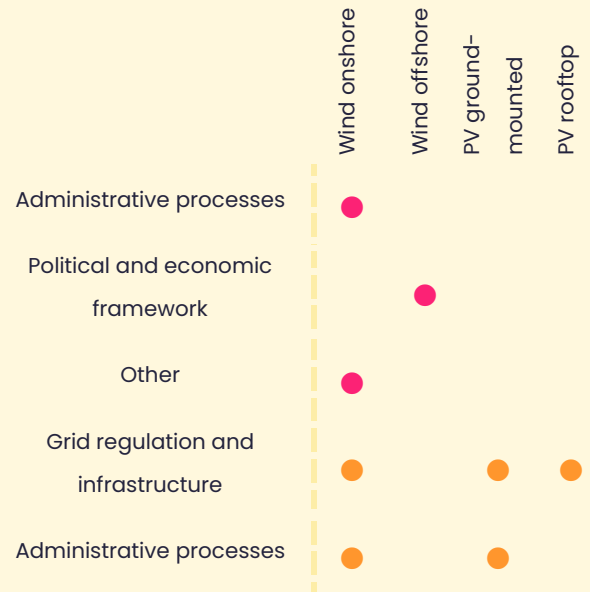 Wind onshore
Wind offshore
PV ground-
mounted
PV rooftop
Administrative processes
Political and economic
framework
Other
Grid regulation and
infrastructure
Administrative processes